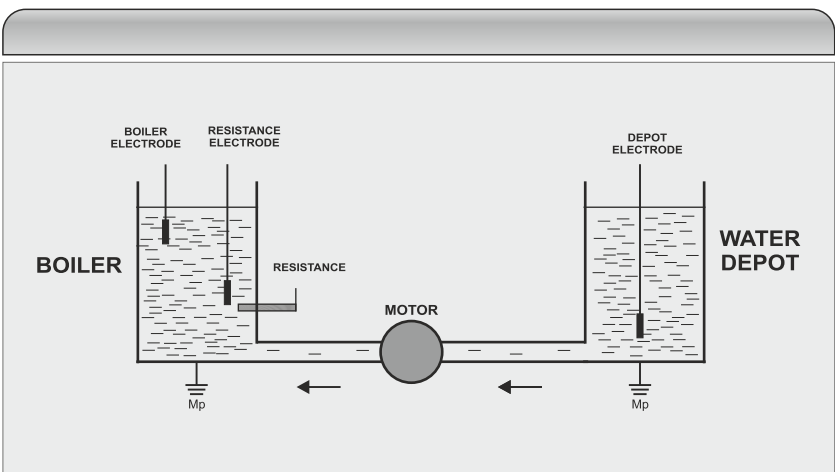 BOILER
ELECTRODE
RESISTANCE
ELECTRODE
DEPOT
ELECTRODE
BOILER
RESISTANCE
WATER
DEPOT
MOTOR
Mp
Mp